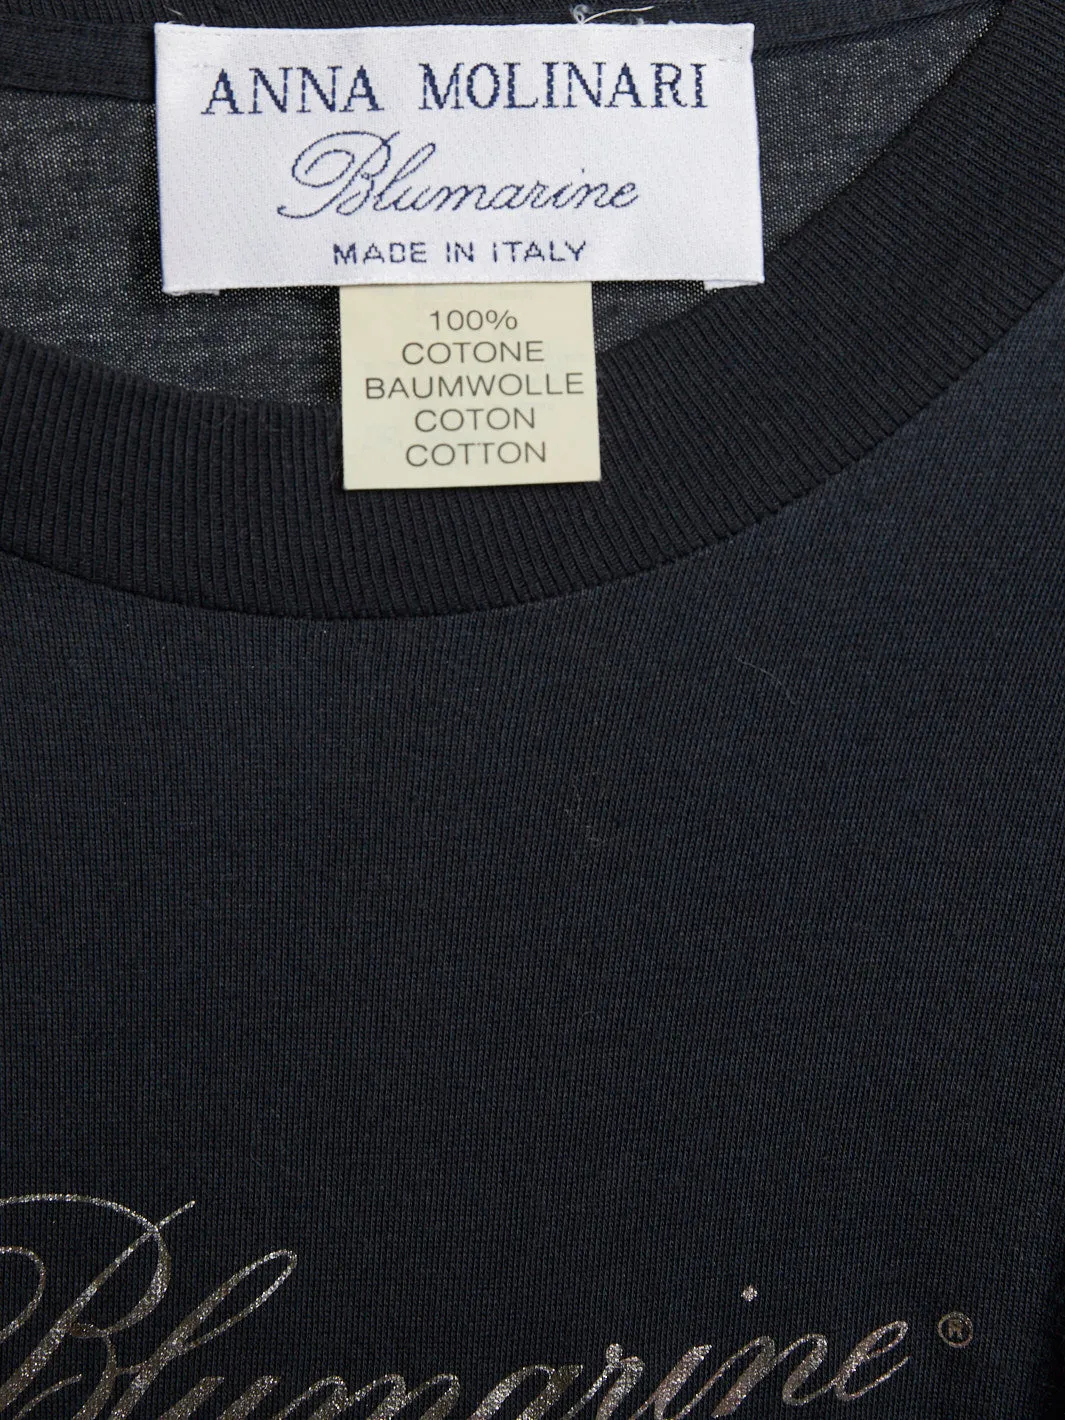 ANNA MOLINARI
Blumarine
MADE IN ITALY
100%
COTONE
BAUMWOLLE
COTON
COTTON
Blumarine®